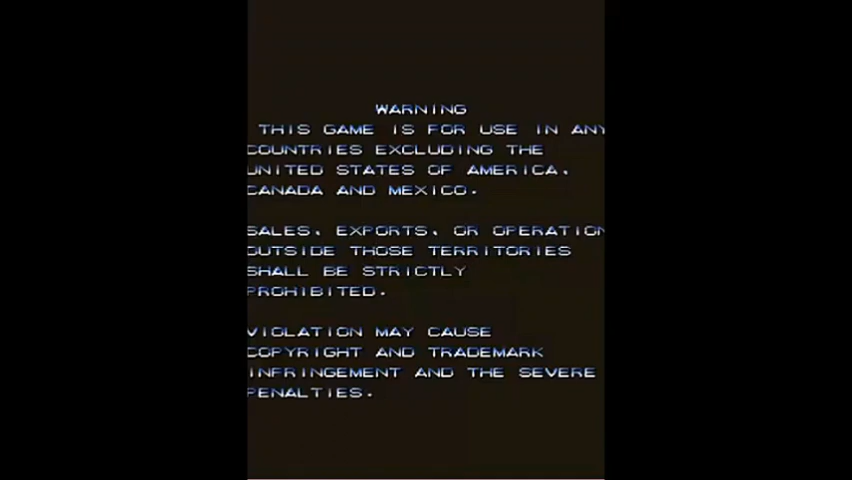 WARNING
THIS GAME IS FOR USE IN ANY
COUNTRIES EXCLUDING THE
UNITED STATES OF AMERICA,
CANADA AND MEXICO.
SALES, EXPORTS, OR OPERATION
OUTSIDE THOSE TERRITORIES
SHALL BE STRICTLY
PROHIBITED.
VIOLATION MAY CAUSE
COPYRIGHT AND TRADEMARK
INFRINGEMENT AND THE SEVERE
PENALTIES.